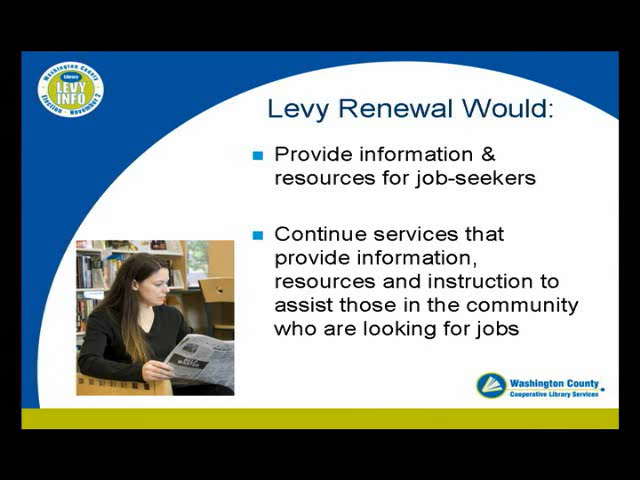 Washington County
Library
LEVY
INFO
Election - November 2
Levy Renewal Would:
Provide information &
resources for job-seekers
Continue services that
provide information,
resources and instruction to
assist those in the community
who are looking for jobs
Washington County
Cooperative Library Services